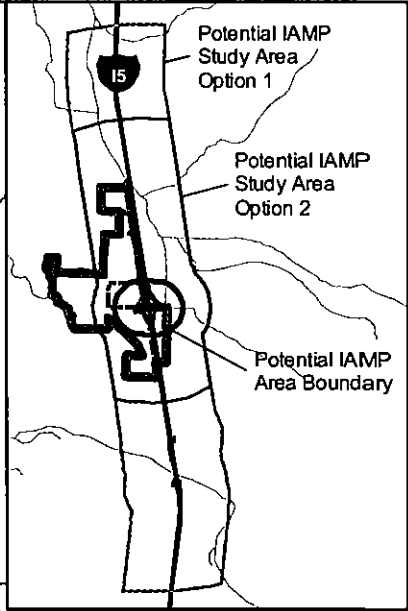 Potential IAMP
Study Area
Option 1
I5
Potential IAMP
Study Area
Option 2
Potential IAMP
Area Boundary